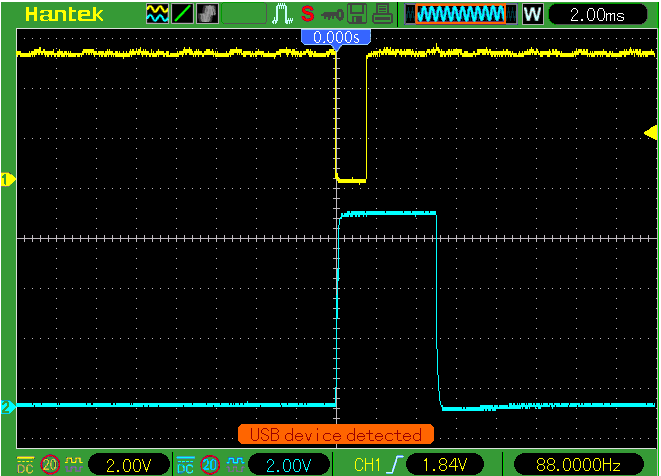 Hantek S W 2.00ms
0.000s
1
2
USB device detected
DC 20 2.00V DC 20 2.00V CH1 1.84V 88.0000Hz